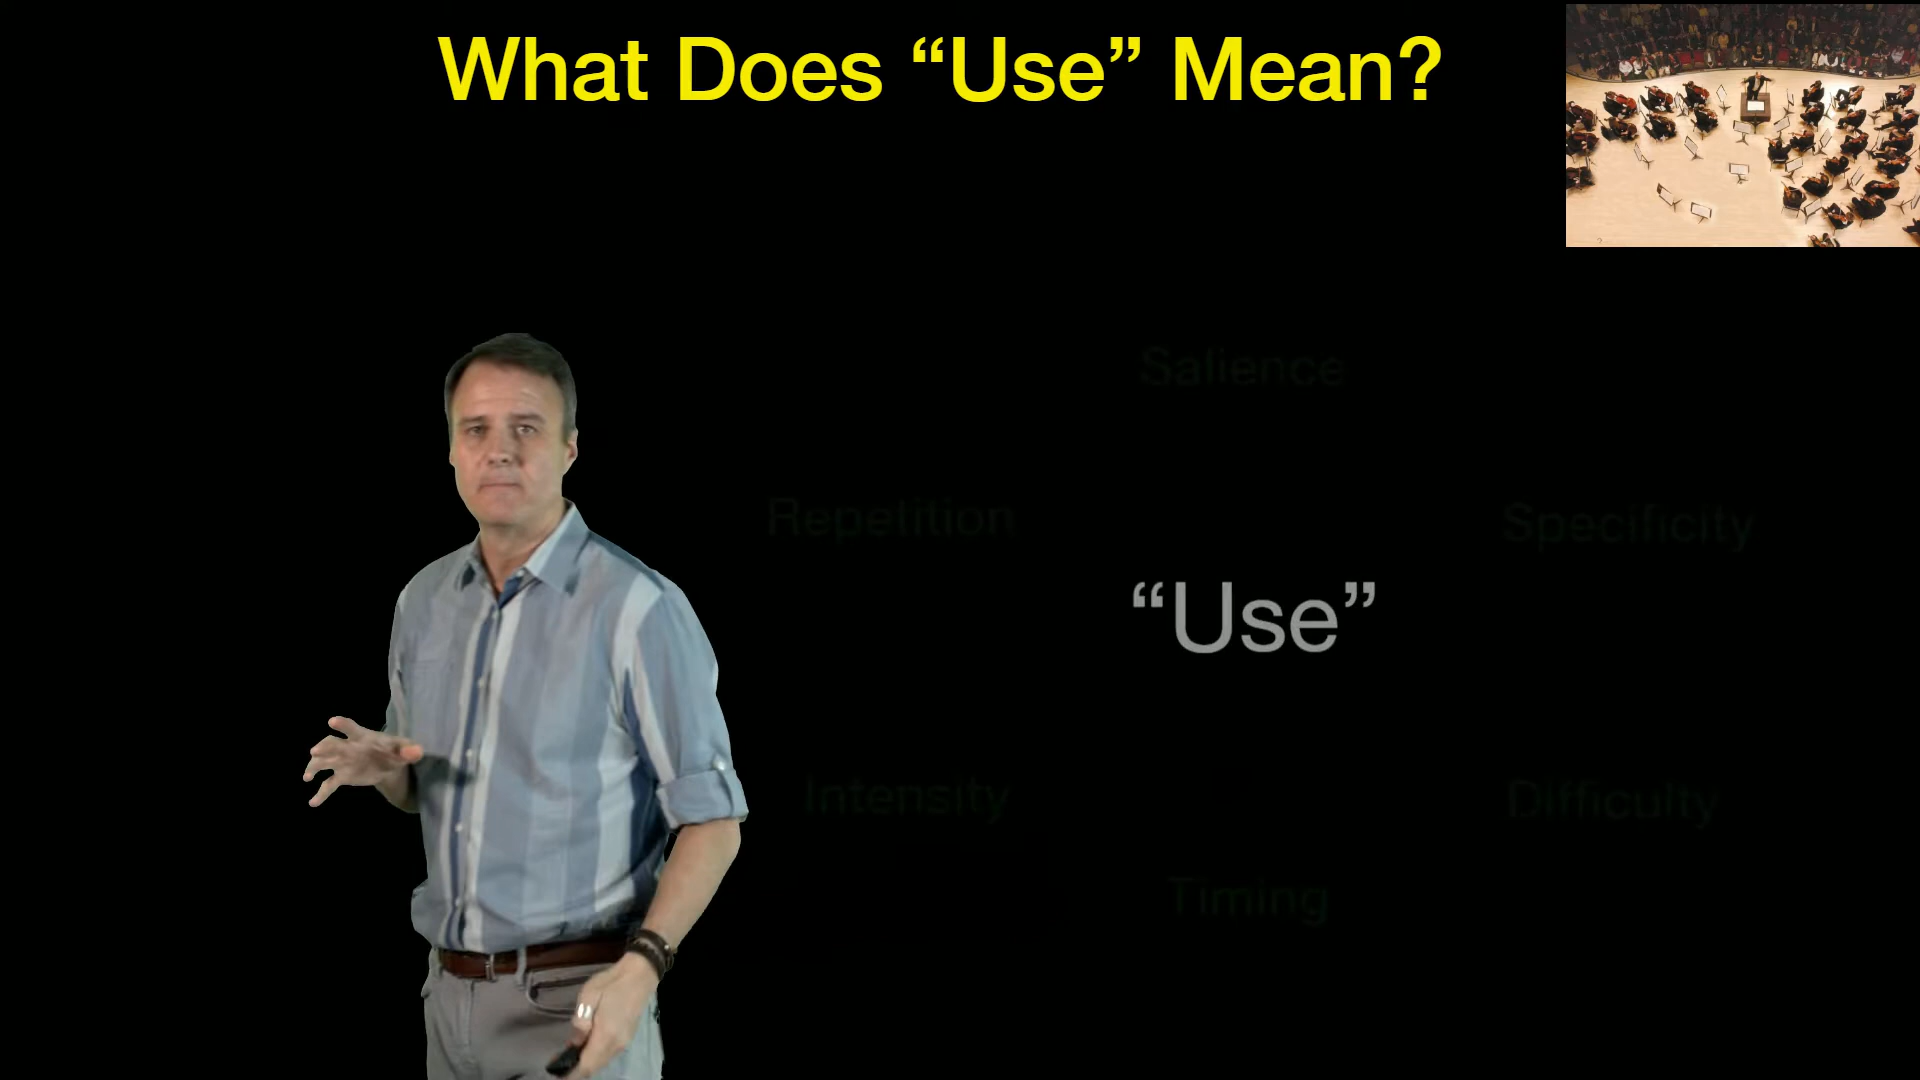 What Does “Use” Mean?
Salience
Repetition
Specificity
“Use”
Intensity
Difficulty
Timing